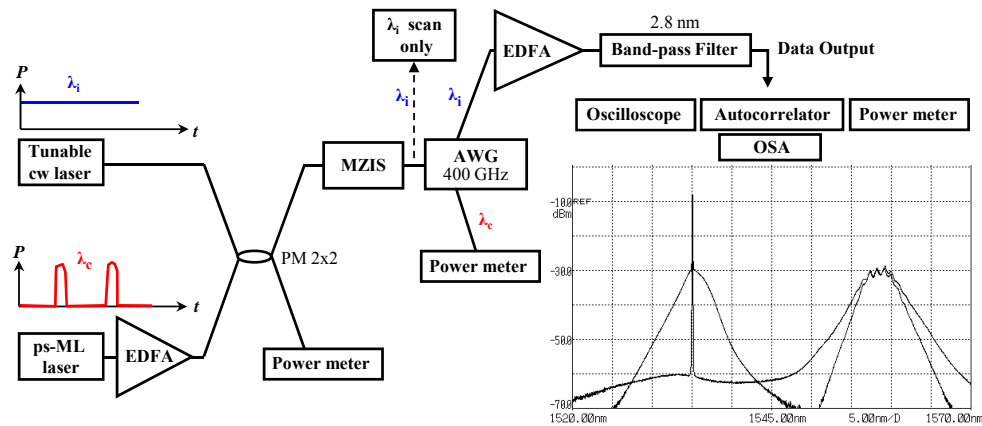 2.8 nm
λi scan
only
EDFA
Band-pass Filter
Data Output
P
λi
λi
λi
t
Oscilloscope
Autocorrelator
Power meter
OSA
Tunable
cw laser
MZIS
AWG
400 GHz
λc
P
λc
PM 2x2
Power meter
t
ps-ML
laser
EDFA
Power meter
-10.0
REF
dBm
-30.0
-50.0
-70.0
1520.00nm
1545.00nm
5.00nm/D
1570.00nm